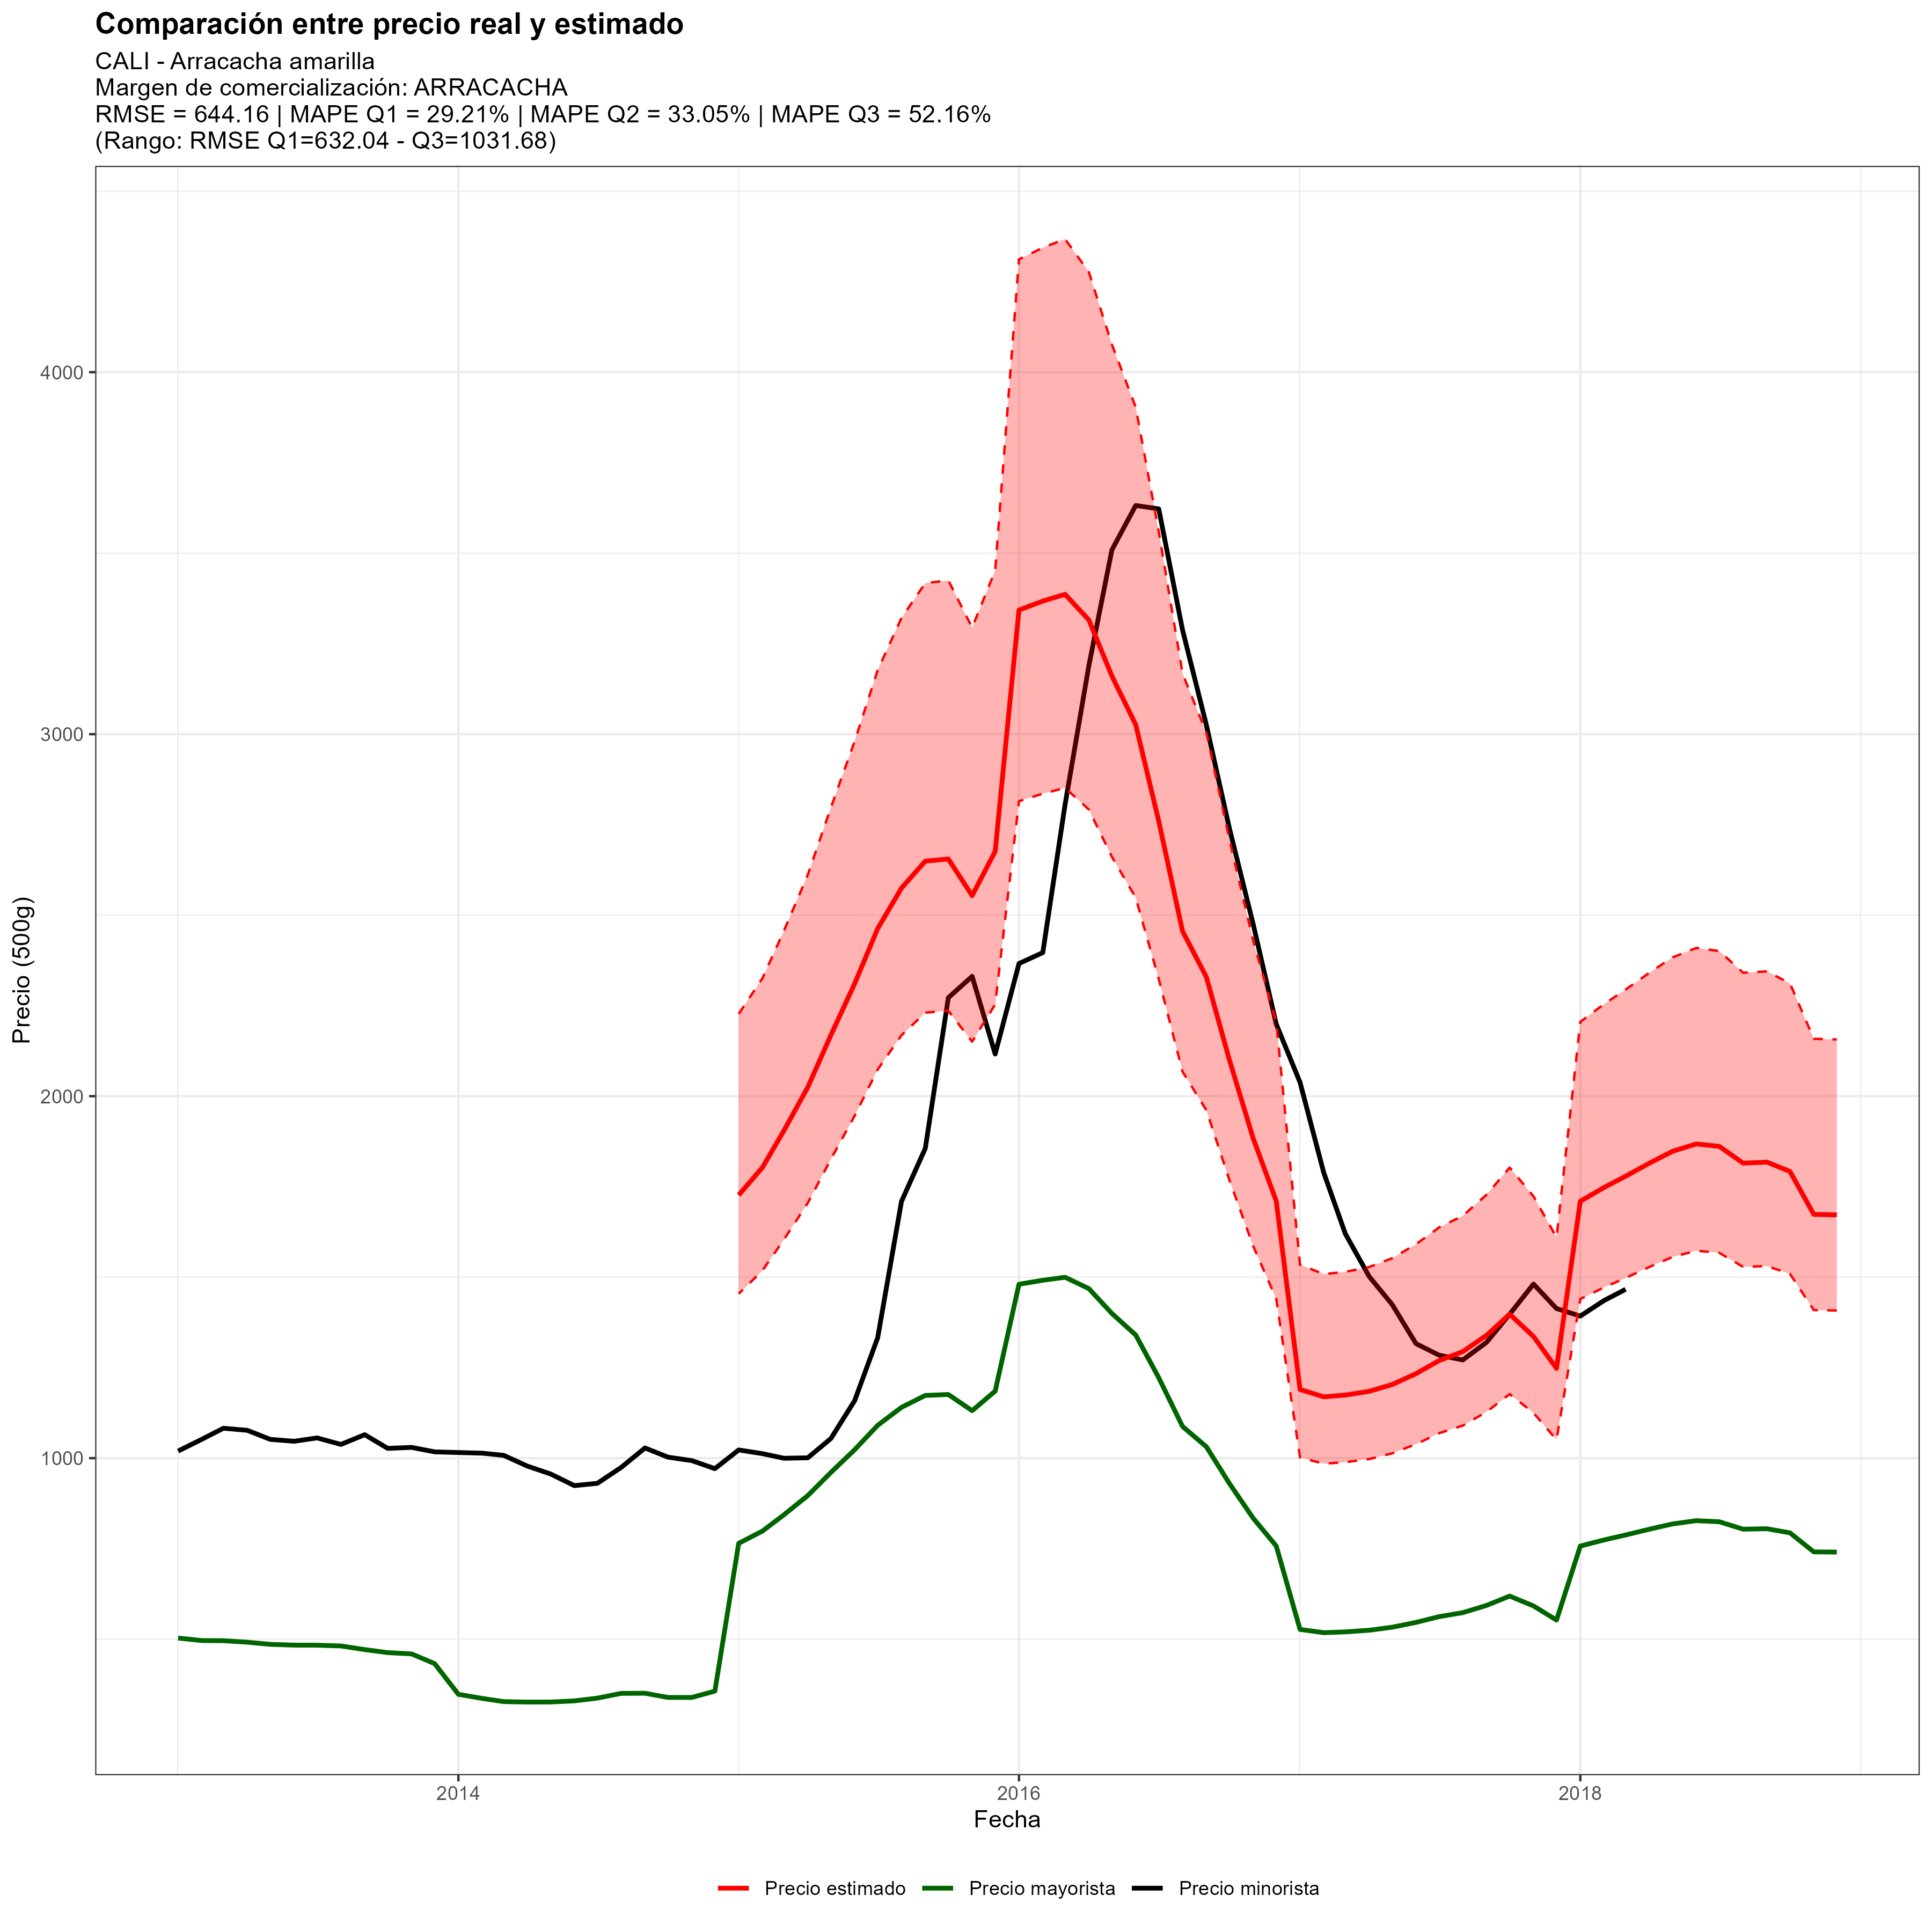 Comparación entre precio real y estimado
CALI - Arracacha amarilla
Margen de comercialización: ARRACACHA
RMSE = 644.16 | MAPE Q1 = 29.21% | MAPE Q2 = 33.05% | MAPE Q3 = 52.16%
(Rango: RMSE Q1=632.04 - Q3=1031.68)
Precio (500g)
4000
3000
2000
1000
2014
2016
2018
Fecha
Precio estimado
Precio mayorista
Precio minorista